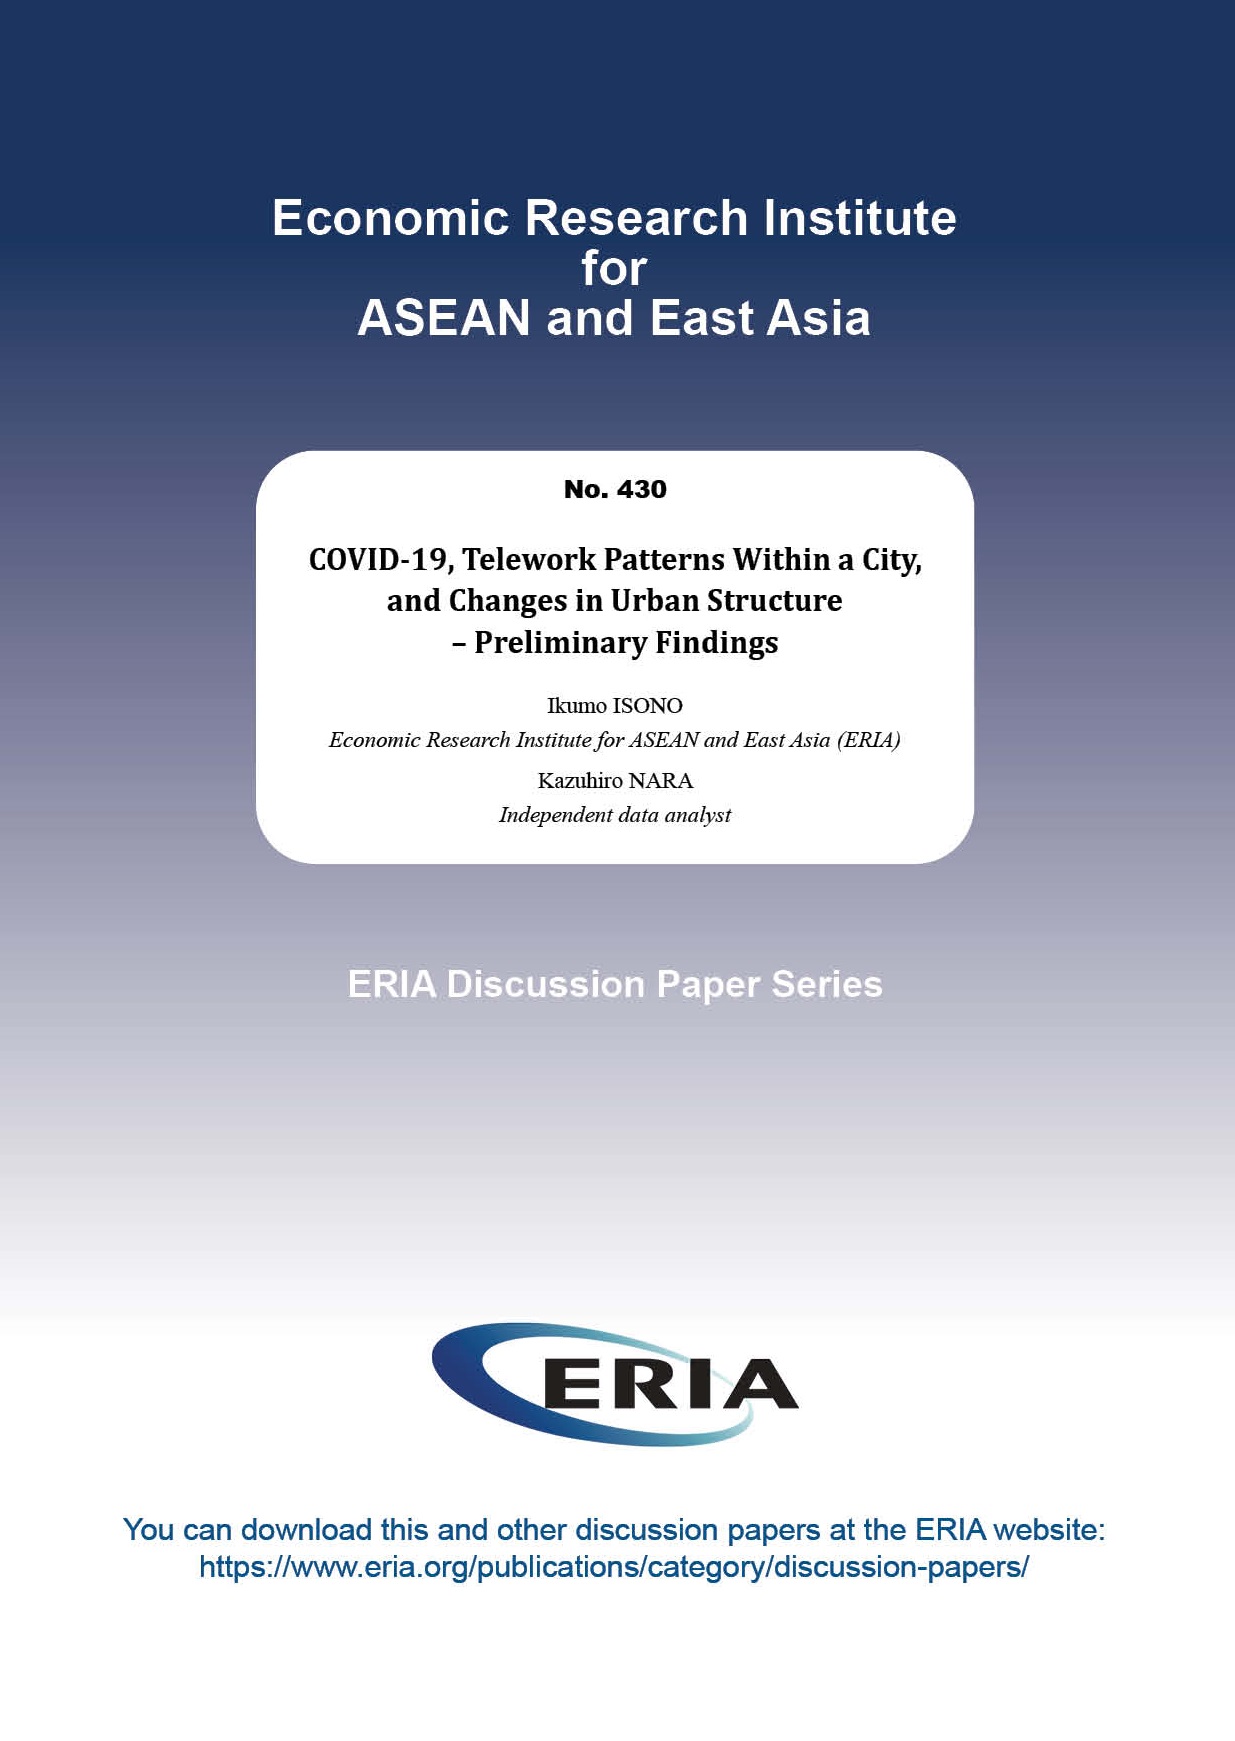 Economic Research Institute
for
ASEAN and East Asia
No. 430
COVID-19, Telework Patterns Within a City,
and Changes in Urban Structure
– Preliminary Findings
Ikumo ISONO
Economic Research Institute for ASEAN and East Asia (ERIA)
Kazuhiro NARA
Independent data analyst
ERIA Discussion Paper Series
ERIA
You can download this and other discussion papers at the ERIA website:
https://www.eria.org/publications/category/discussion-papers/